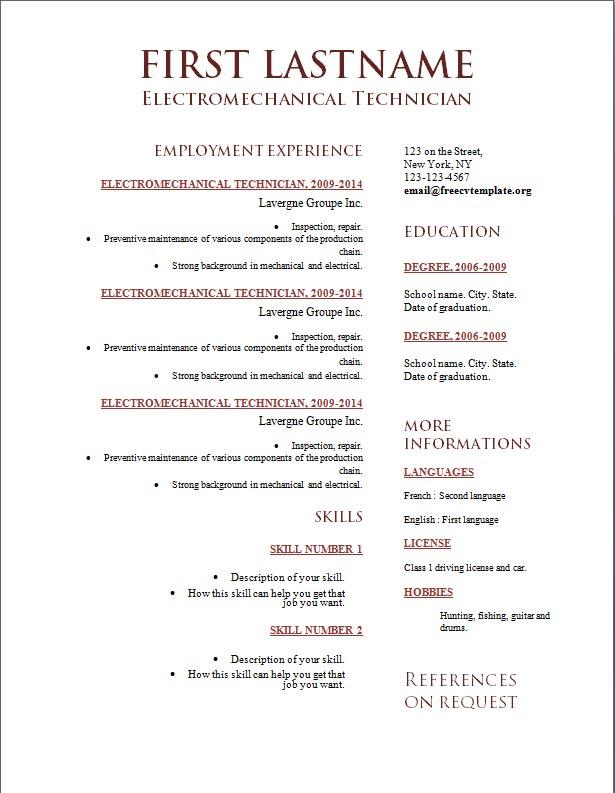 FIRST LASTNAME
ELECTROMECHANICAL TECHNICIAN
EMPLOYMENT EXPERIENCE
ELECTROMECHANICAL TECHNICIAN, 2009-2014
Lavergne Groupe Inc.
• Inspection, repair.
• Preventive maintenance of various components of the production
chain.
• Strong background in mechanical and electrical.
ELECTROMECHANICAL TECHNICIAN, 2009-2014
Lavergne Groupe Inc.
• Inspection, repair.
• Preventive maintenance of various components of the production
chain.
• Strong background in mechanical and electrical.
ELECTROMECHANICAL TECHNICIAN, 2009-2014
Lavergne Groupe Inc.
• Inspection, repair.
• Preventive maintenance of various components of the production
chain.
• Strong background in mechanical and electrical.
SKILLS
SKILL NUMBER 1
• Description of your skill.
• How this skill can help you get that
job you want.
SKILL NUMBER 2
• Description of your skill.
• How this skill can help you get that
job you want.
123 on the Street,
New York, NY
123-123-4567
email@freecvtemplate.org
EDUCATION
DEGREE, 2006-2009
School name. City. State.
Date of graduation.
DEGREE, 2006-2009
School name. City. State.
Date of graduation.
MORE
INFORMATIONS
LANGUAGES
French : Second language
English : First language
LICENSE
Class 1 driving license and car.
HOBBIES
Hunting, fishing, guitar and
drums.
REFERENCES
ON REQUEST